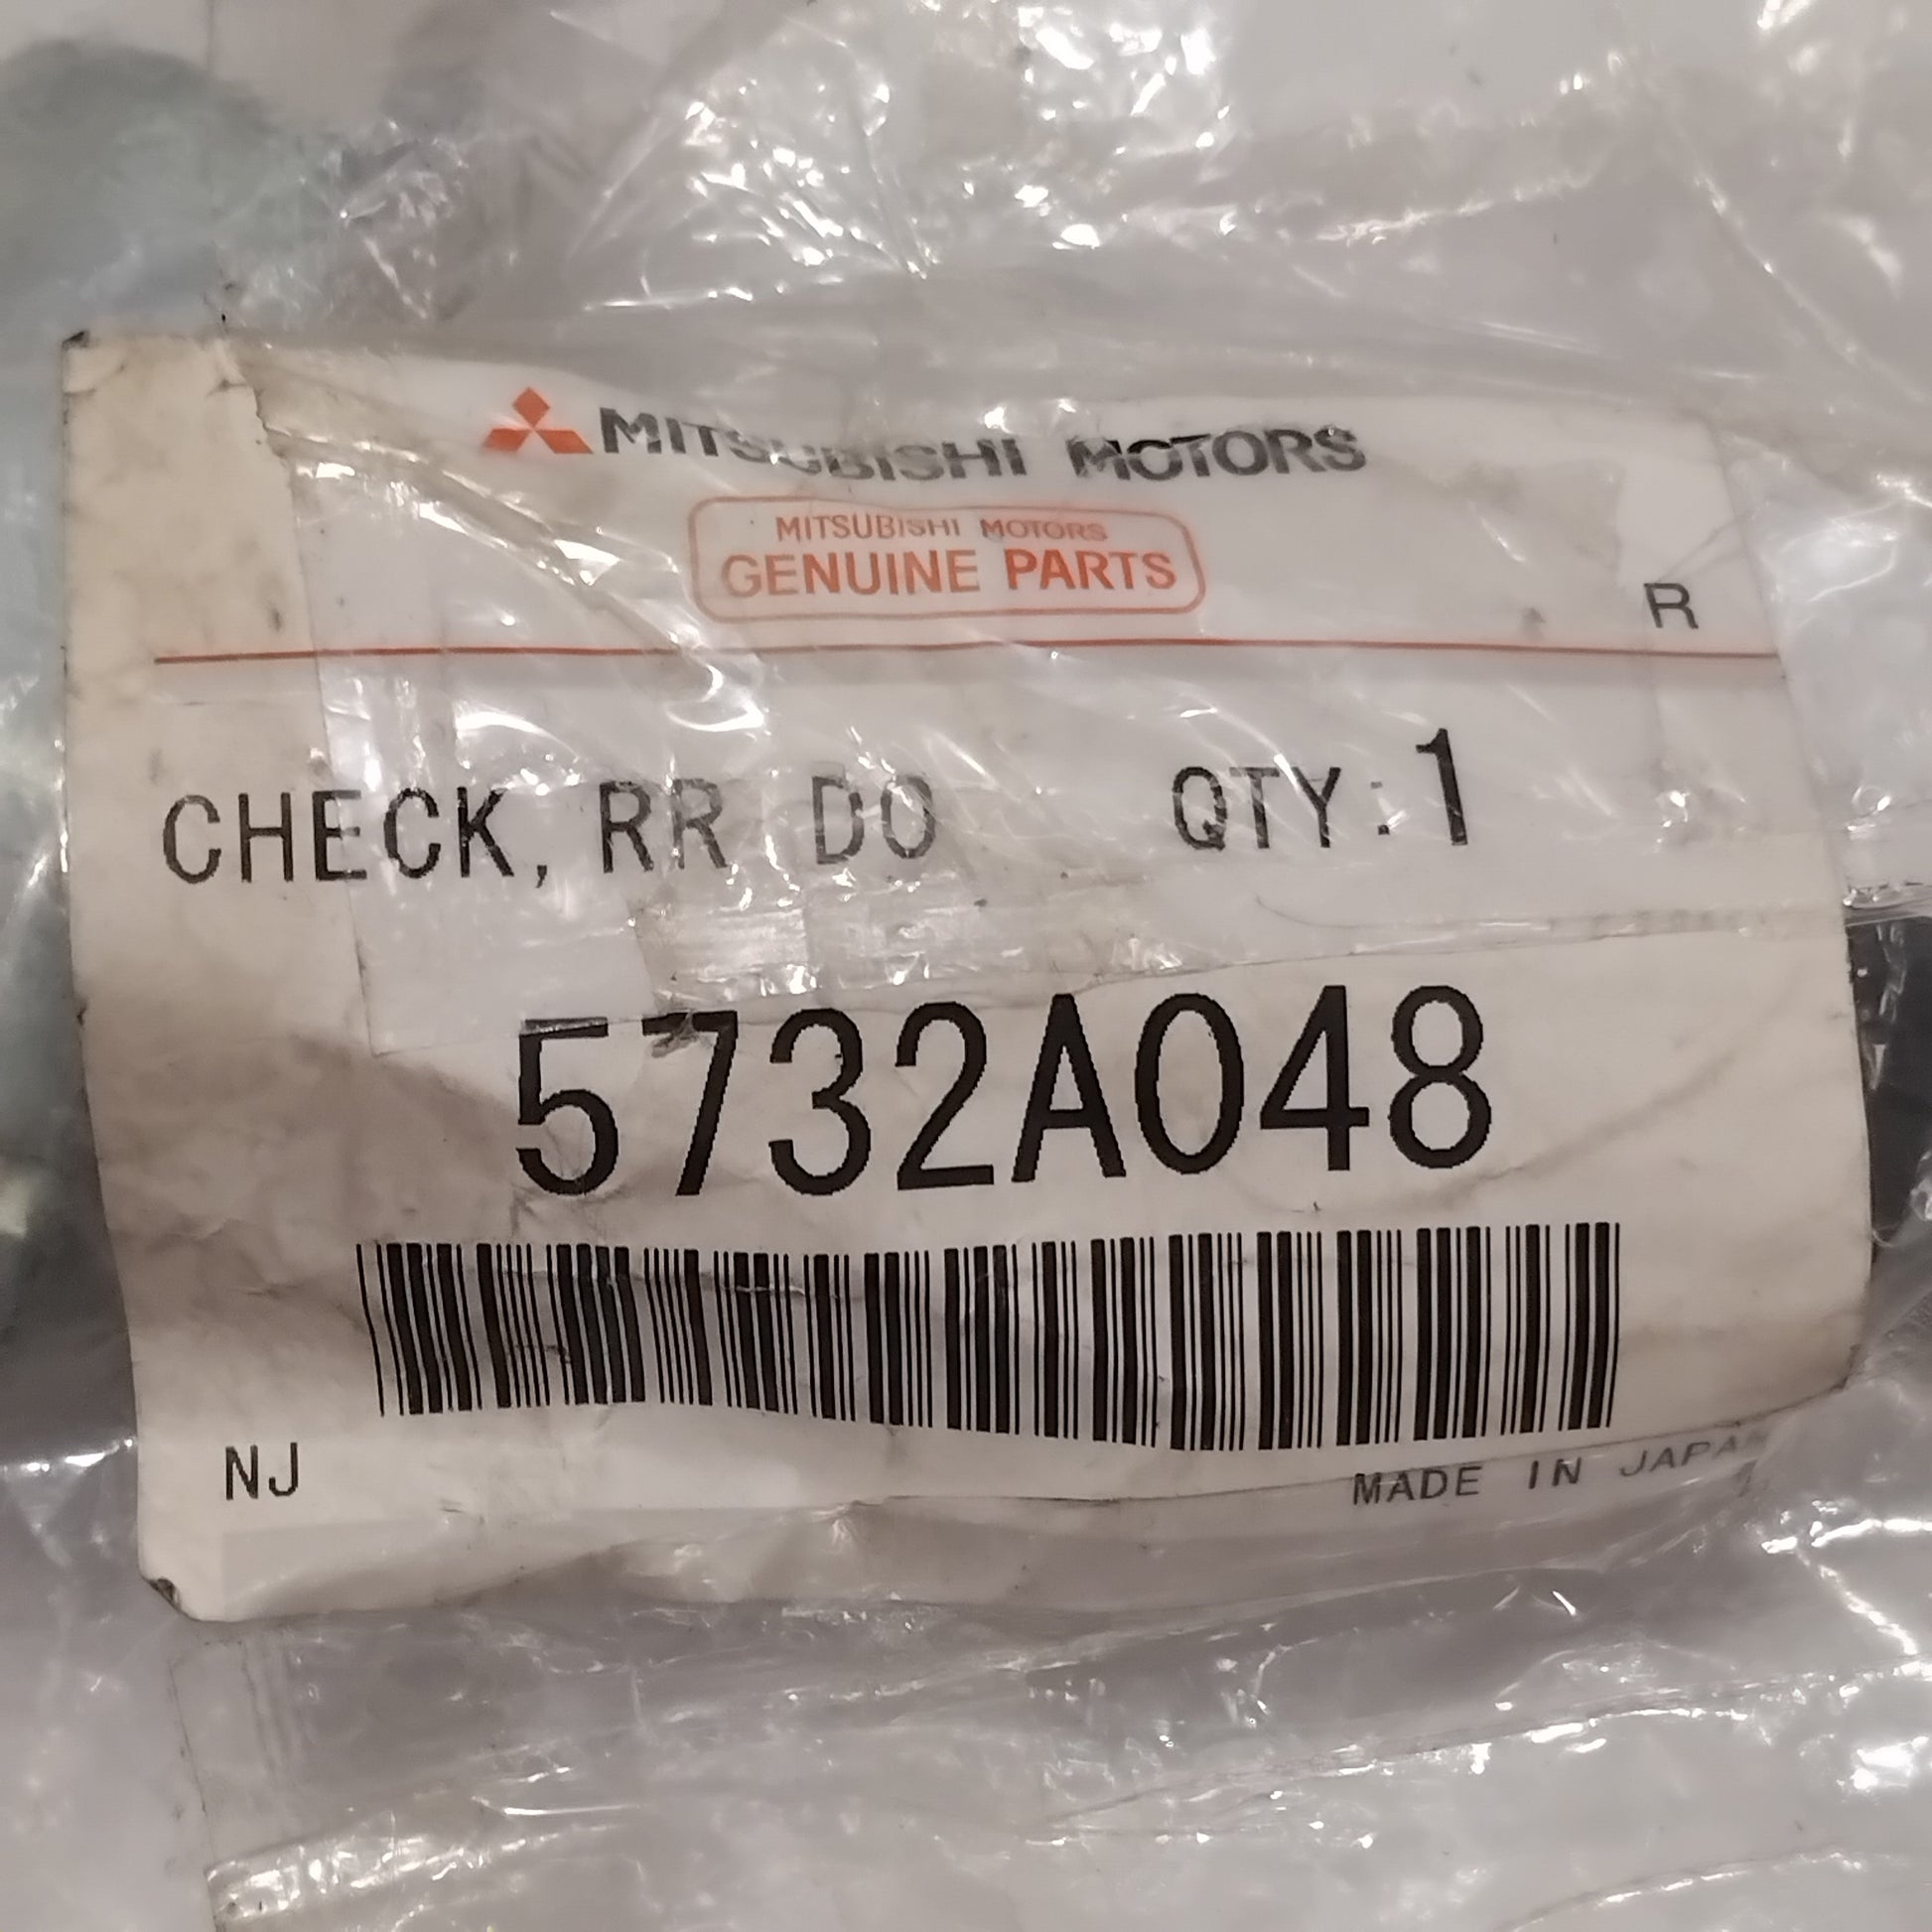 MITSUBISHI MOTORS
MITSUBISHI MOTORS
GENUINE PARTS
R
CHECK, RR DO QTY:1
5732A048
NJ
MADE IN JAPAN